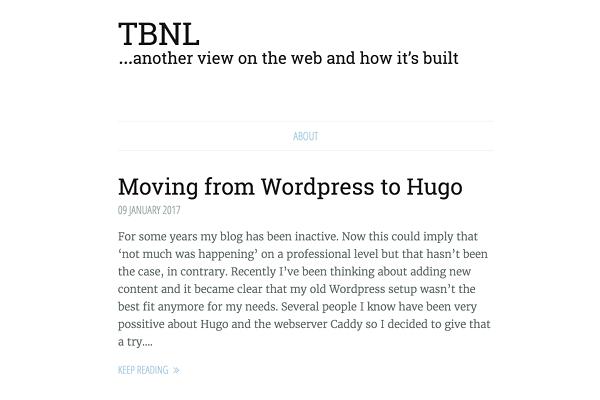 TBNL
...another view on the web and how it’s built
ABOUT
Moving from Wordpress to Hugo
09 JANUARY 2017
For some years my blog has been inactive. Now this could imply that
‘not much was happening’ on a professional level but that hasn’t been
the case, in contrary. Recently I’ve been thinking about adding new
content and it became clear that my old Wordpress setup wasn’t the
best fit anymore for my needs. Several people I know have been very
possitive about Hugo and the webserver Caddy so I decided to give that
a try....
KEEP READING »